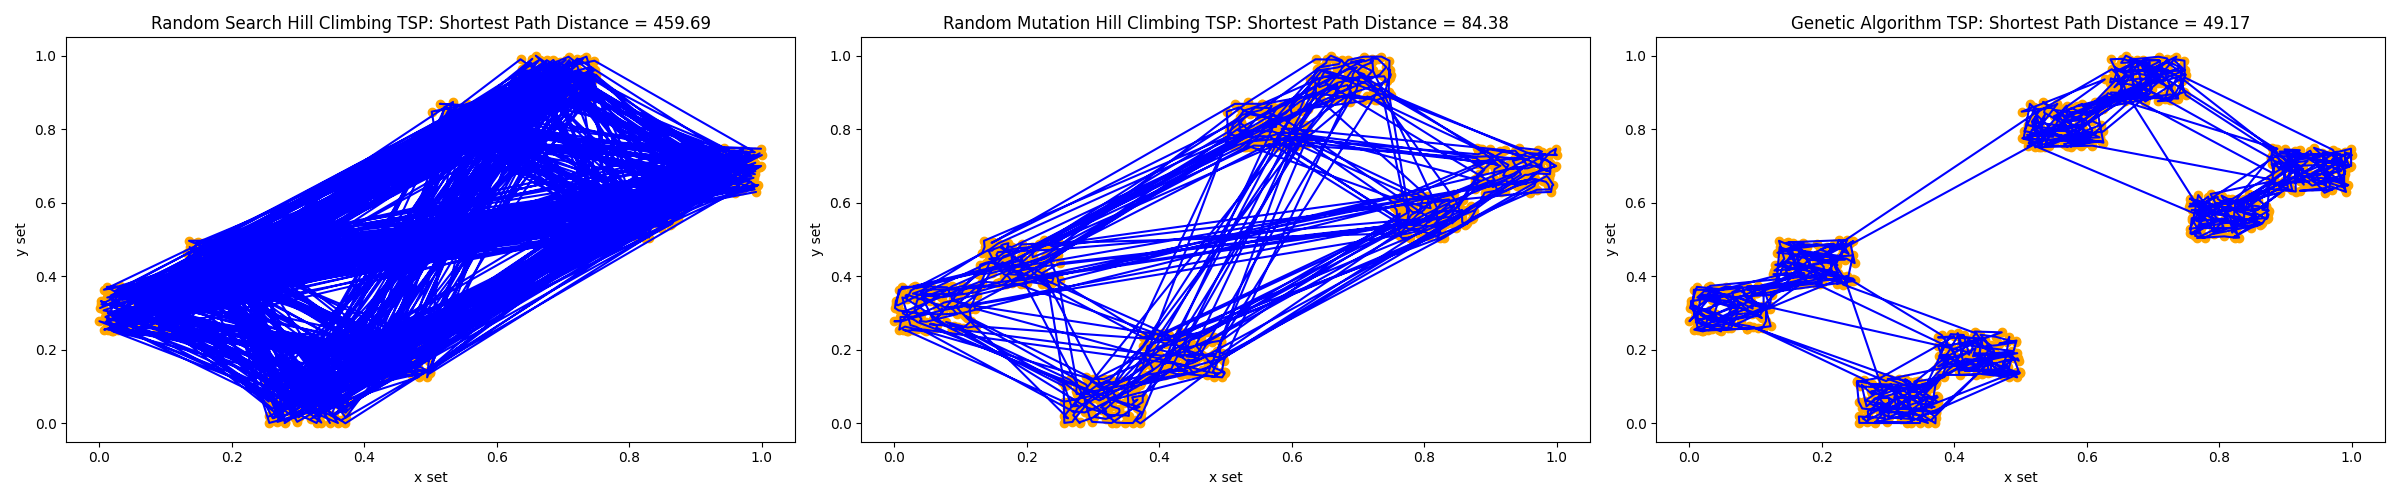 Random Search Hill Climbing TSP: Shortest Path Distance = 459.69
1.0
0.8
0.6
0.4
0.2
0.0
y set
0.0 0.2 0.4 0.6 0.8 1.0
x set
Random Mutation Hill Climbing TSP: Shortest Path Distance = 84.38
1.0
0.8
0.6
0.4
0.2
0.0
y set
0.0 0.2 0.4 0.6 0.8 1.0
x set
Genetic Algorithm TSP: Shortest Path Distance = 49.17
1.0
0.8
0.6
0.4
0.2
0.0
y set
0.0 0.2 0.4 0.6 0.8 1.0
x set